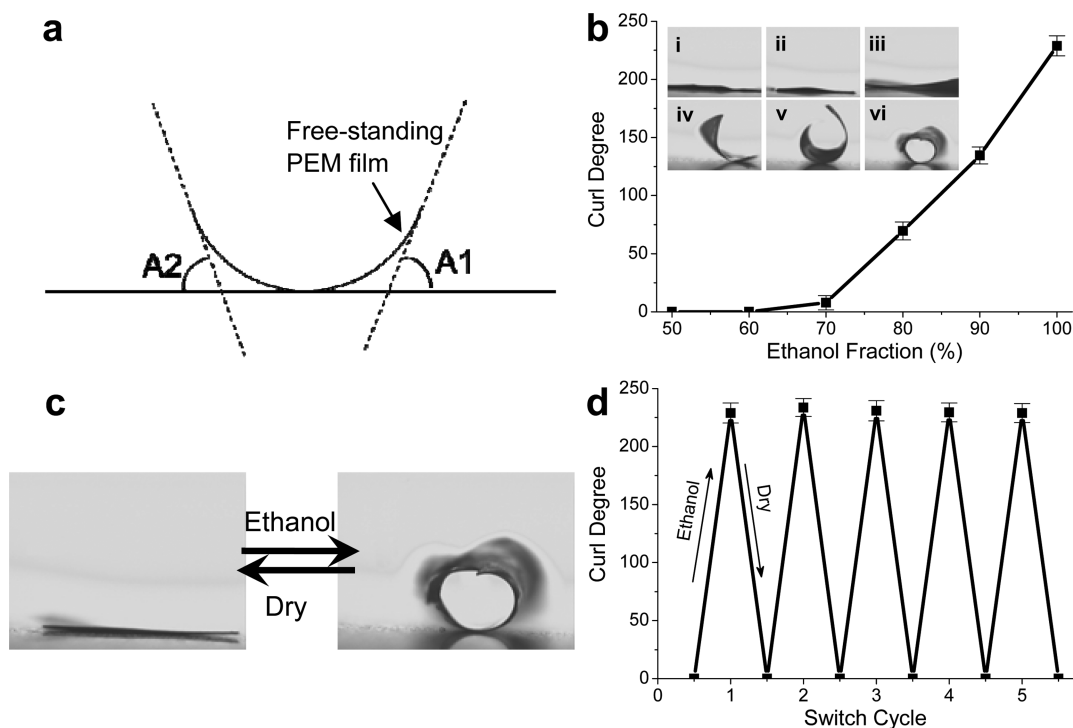 a
Free-standing
PEM film
A2
A1
b
250
200
150
100
50
0
Curl Degree
i
ii
iii
iv
v
vi
50 60 70 80 90 100
Ethanol Fraction (%)
c
Ethanol
Dry
d
250
200
150
100
50
0
Curl Degree
Ethanol
Dry
0 1 2 3 4 5
Switch Cycle